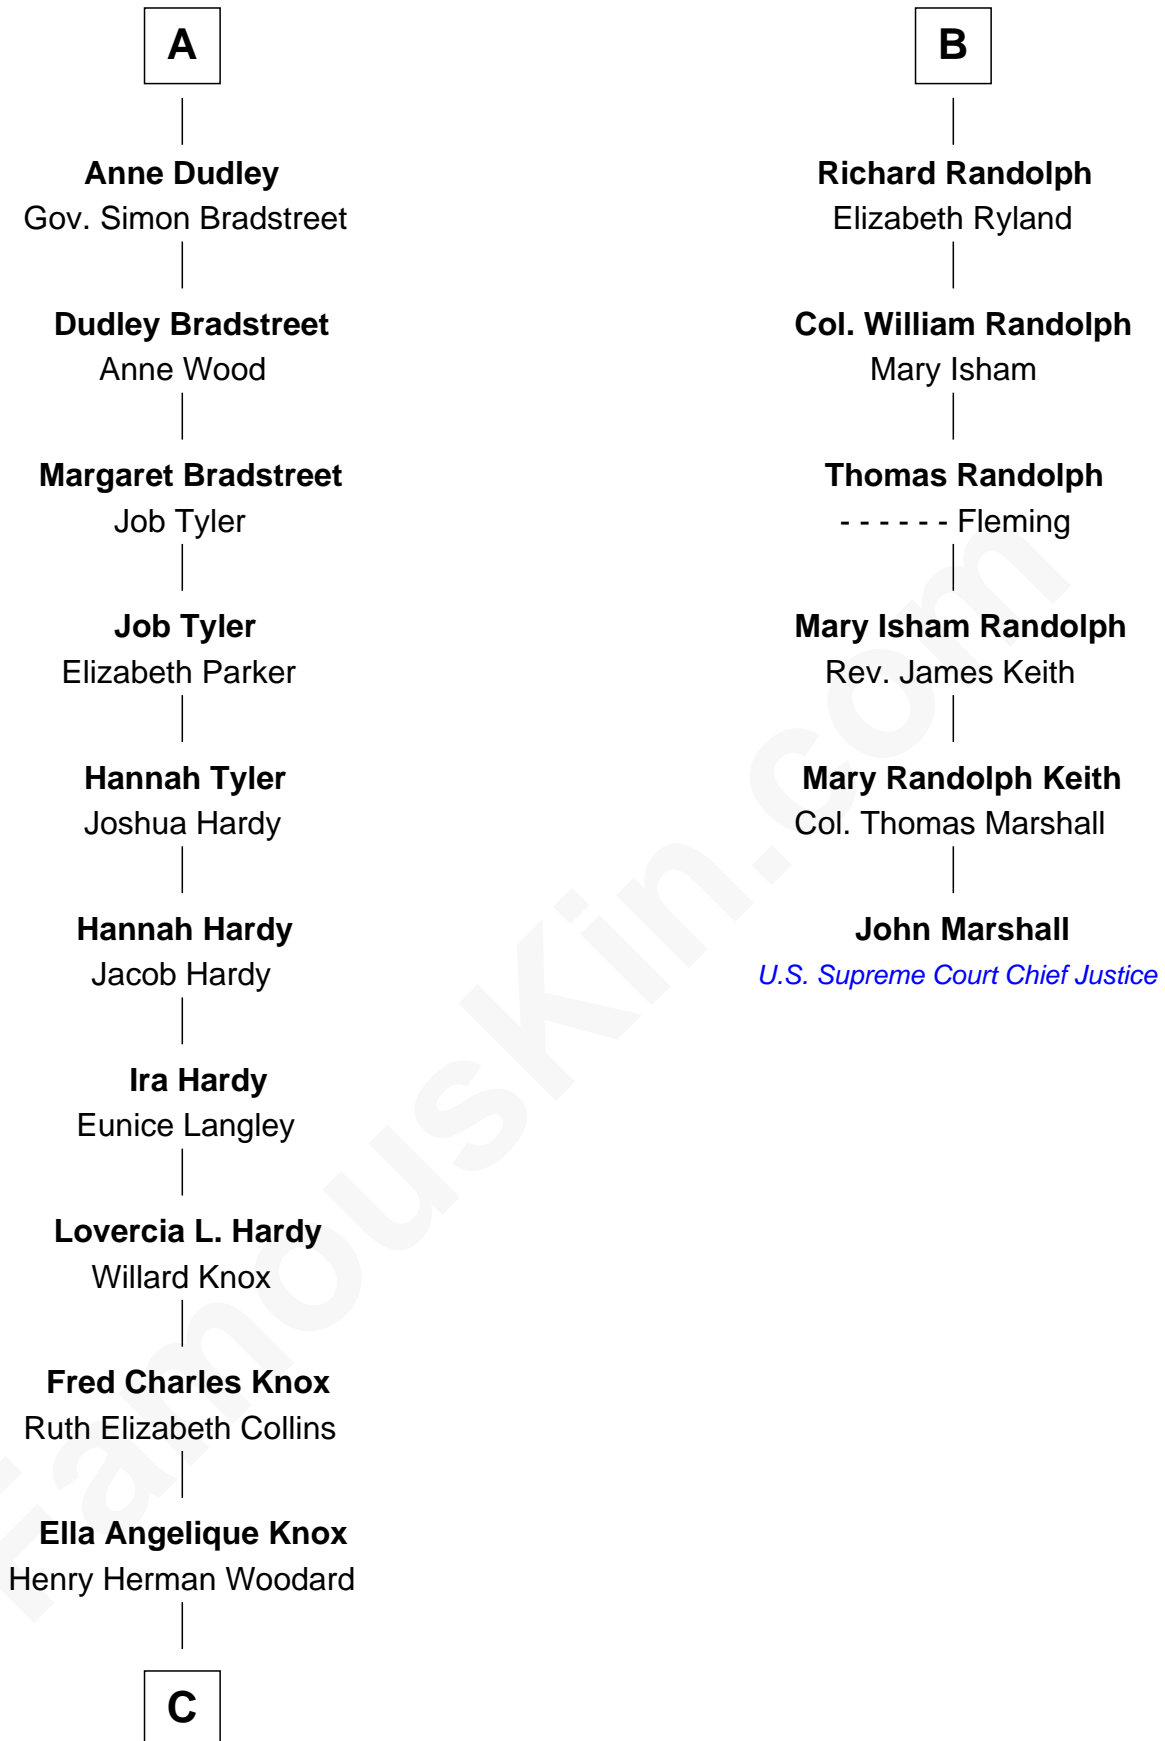 A
Anne Dudley
Gov. Simon Bradstreet
Dudley Bradstreet
Anne Wood
Margaret Bradstreet
Job Tyler
Job Tyler
Elizabeth Parker
Hannah Tyler
Joshua Hardy
Hannah Hardy
Jacob Hardy
Ira Hardy
Eunice Langley
Lovercia L. Hardy
Willard Knox
Fred Charles Knox
Ruth Elizabeth Collins
Ella Angelique Knox
Henry Herman Woodard
C
B
Richard Randolph
Elizabeth Ryland
Col. William Randolph
Mary Isham
Thomas Randolph
- - - - - - Fleming
Mary Isham Randolph
Rev. James Keith
Mary Randolph Keith
Col. Thomas Marshall
John Marshall
U.S. Supreme Court Chief Justice
FamousKin.com